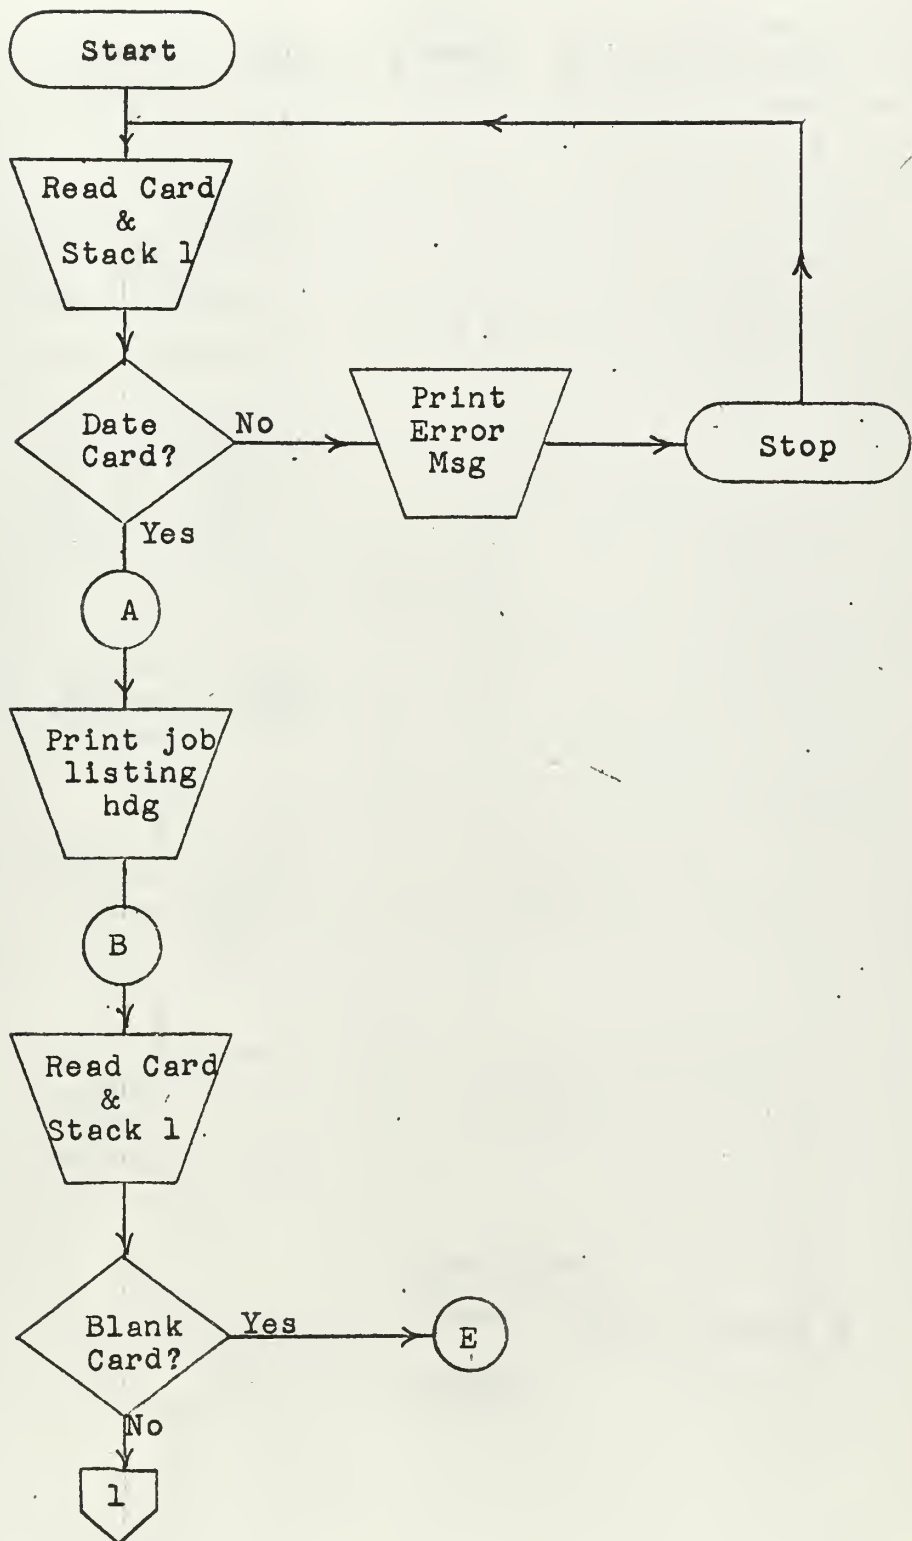 Start
Read Card
&
Stack 1
Date
Card?
No
Print
Error
Msg
Stop
Yes
A
Print job
listing
hdg
B
Read Card
&
Stack 1
Blank
Card?
Yes
E
No
1